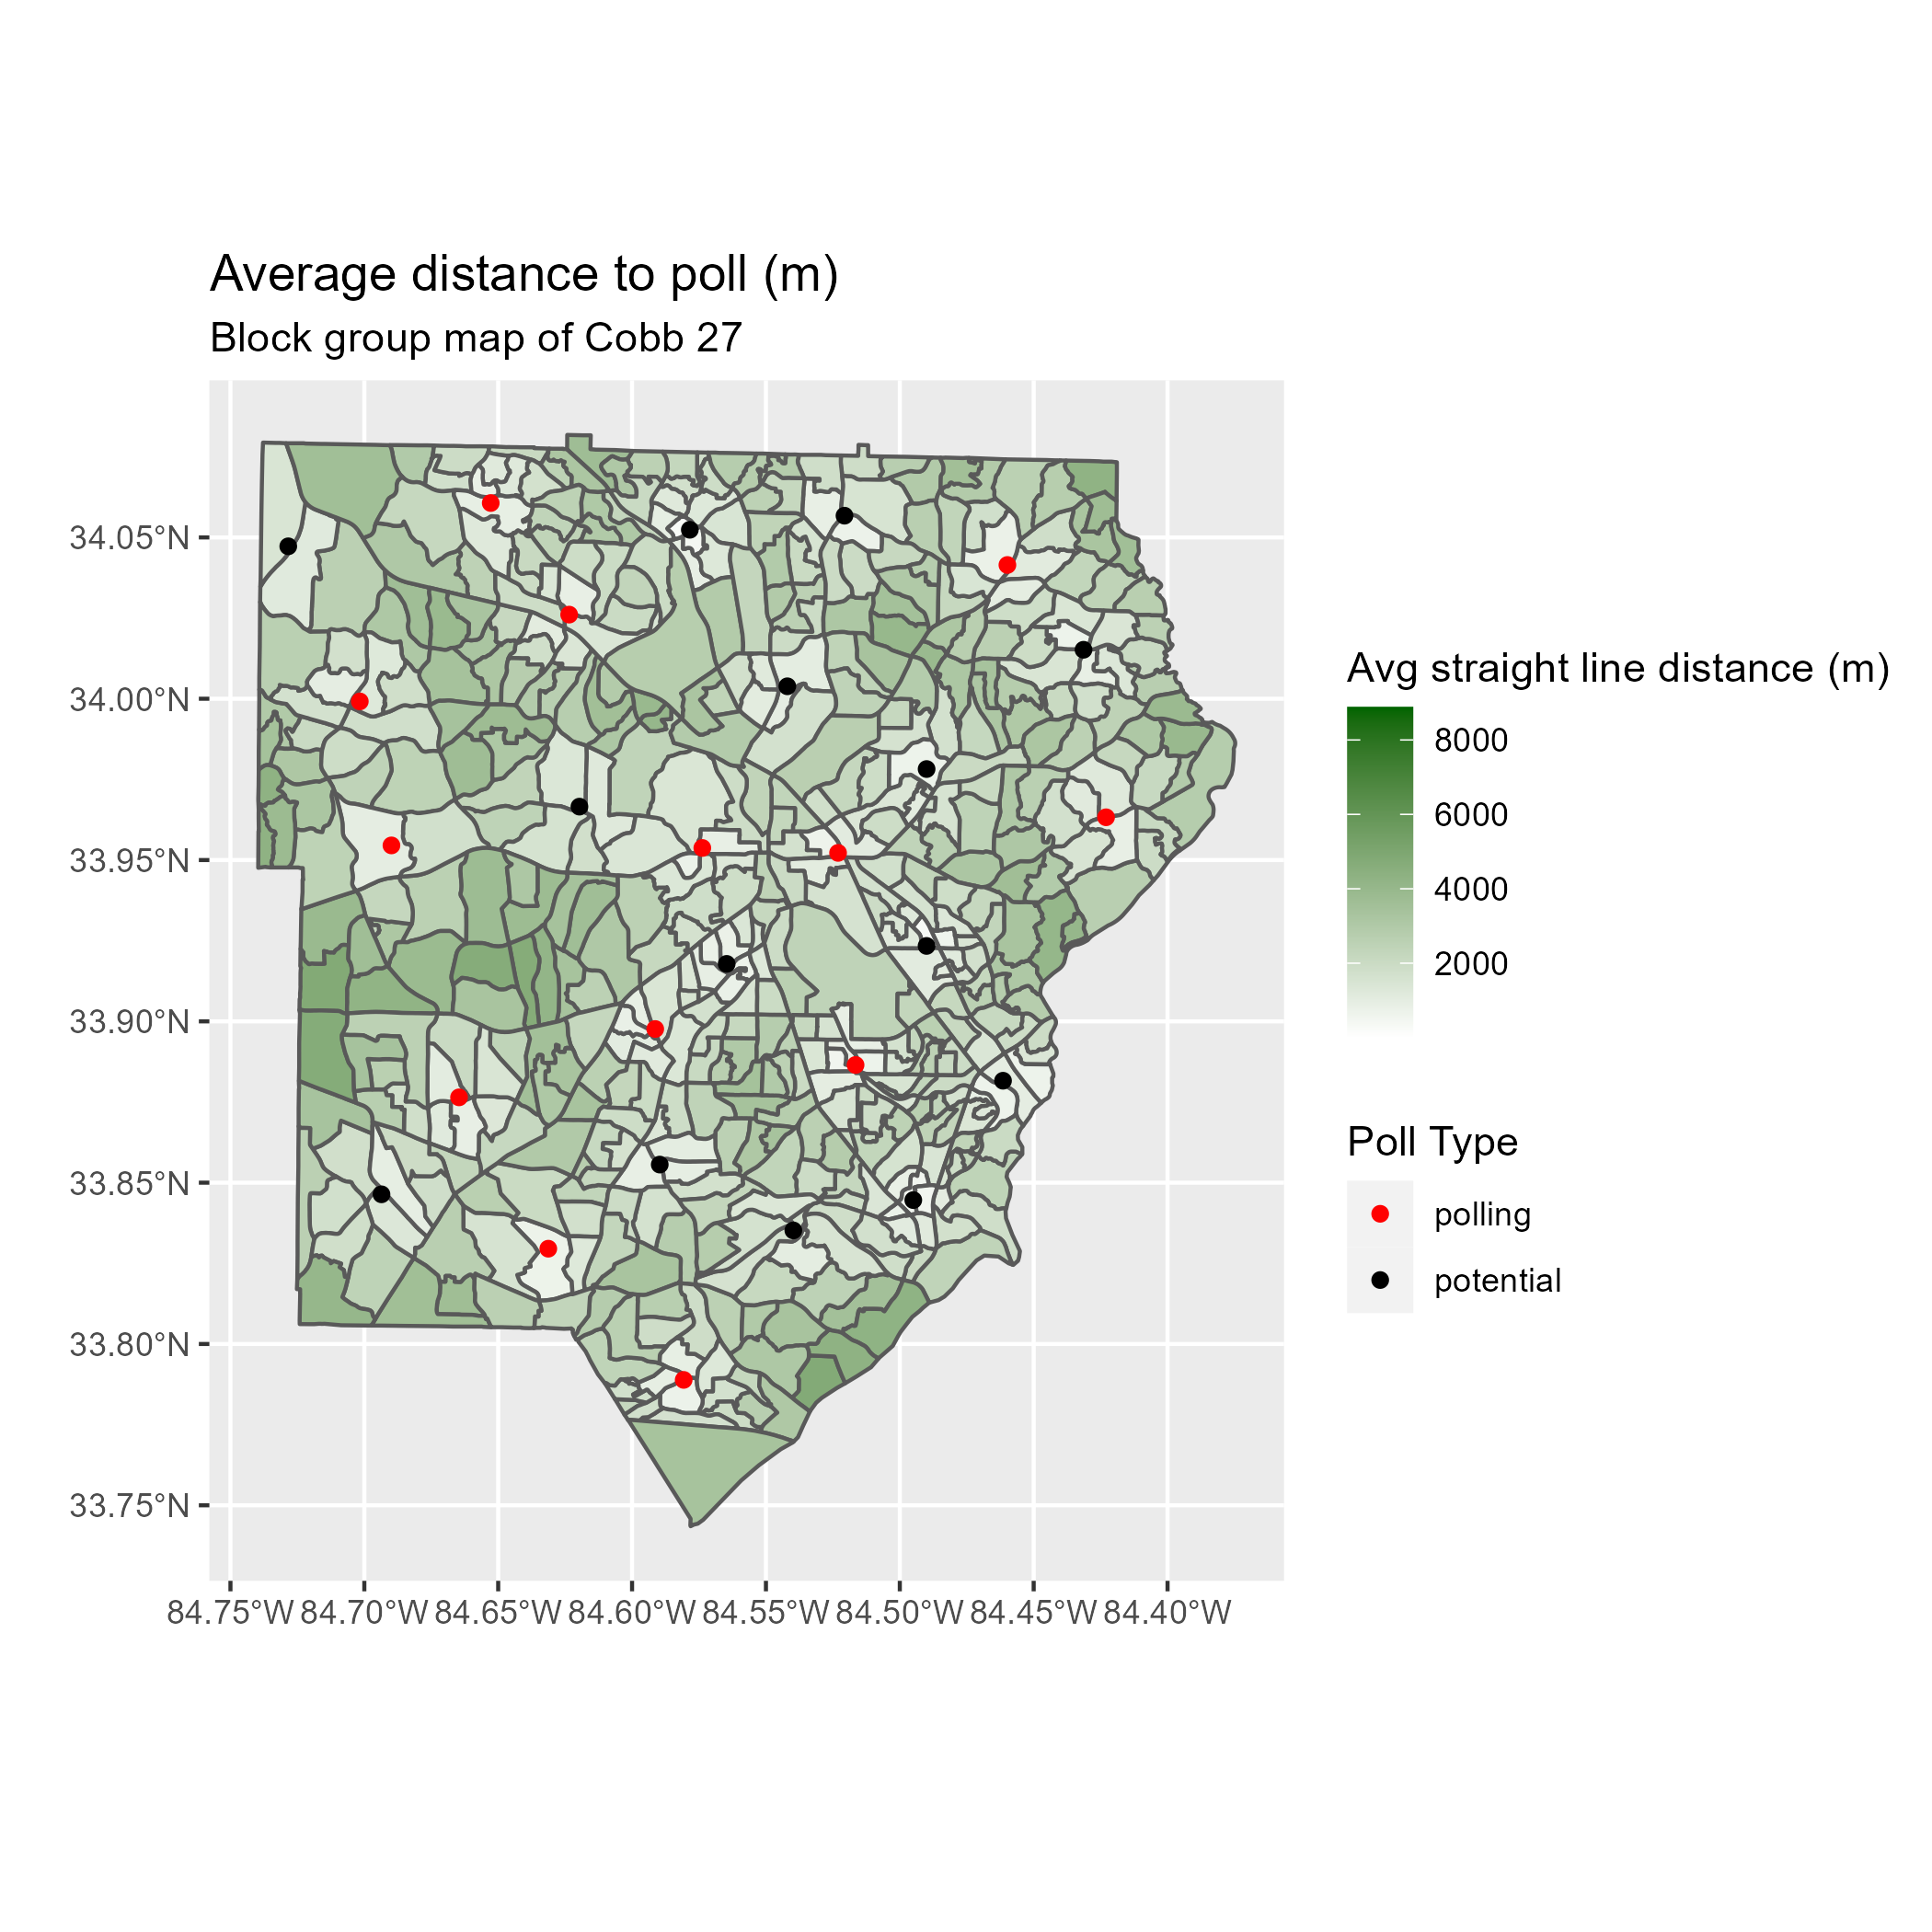 Average distance to poll (m)
Block group map of Cobb 27
34.05°N
34.00°N
33.95°N
33.90°N
33.85°N
33.80°N
33.75°N
84.75°W 84.70°W 84.65°W 84.60°W 84.55°W 84.50°W 84.45°W 84.40°W
Avg straight line distance (m)
8000
6000
4000
2000
Poll Type
polling
potential